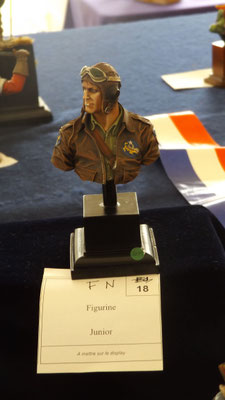 FN
18
Figurine
Junior
A mettre sur le display